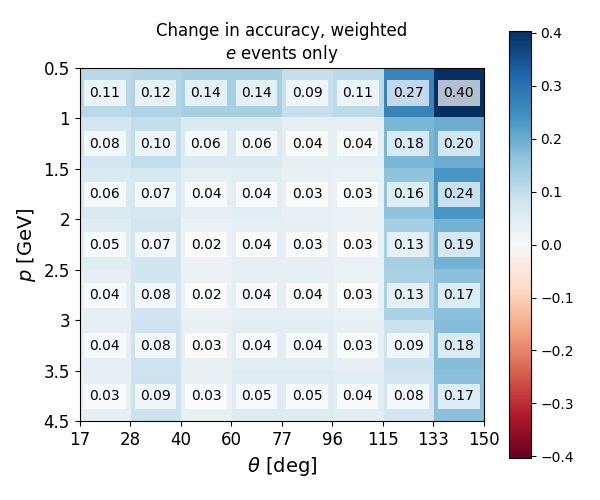 Change in accuracy, weighted
e events only
0.5 0.11 0.12 0.14 0.14 0.09 0.11 0.27 0.40
1
0.08 0.10 0.06 0.06 0.04 0.04 0.18 0.20
1.5
0.06 0.07 0.04 0.04 0.03 0.03 0.16 0.24
2
0.05 0.07 0.02 0.04 0.03 0.03 0.13 0.19
2.5
0.04 0.08 0.02 0.04 0.04 0.03 0.13 0.17
3
0.04 0.08 0.03 0.04 0.04 0.03 0.09 0.18
3.5
0.03 0.09 0.03 0.05 0.05 0.04 0.08 0.17
4.5
p [GeV]
17 28 40 60 77 96 115 133 150
θ [deg]
0.4
0.3
0.2
0.1
0.0
−0.1
−0.2
−0.3
−0.4